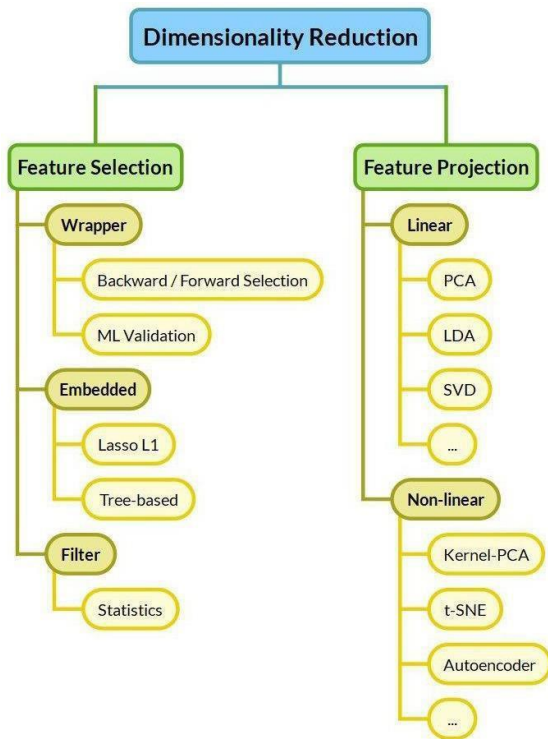 Dimensionality Reduction
Feature Selection
Wrapper
Backward / Forward Selection
ML Validation
Embedded
Lasso L1
Tree-based
Filter
Statistics
Feature Projection
Linear
PCA
LDA
SVD
...
Non-linear
Kernel-PCA
t-SNE
Autoencoder
...